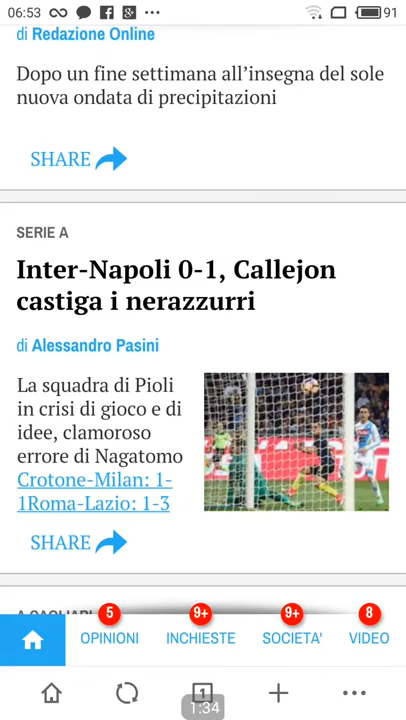 06:53 91
di Redazione Online
Dopo un fine settimana all'insegna del sole
nuova ondata di precipitazioni
SHARE
SERIE A
Inter-Napoli 0-1, Callejon
castiga i nerazzurri
di Alessandro Pasini
La squadra di Pioli
in crisi di gioco e di
idee, clamoroso
errore di Nagatomo
Crotone-Milan: 1-
1Roma-Lazio: 1-3
SHARE
A CAGLIARI
5 9+ 9+ 8
OPINIONI INCHIESTE SOCIETA' VIDEO
1
1:34